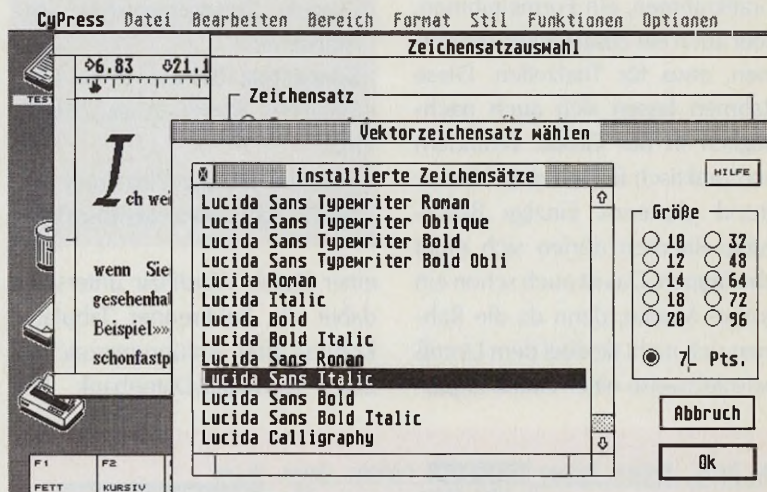 CyPress Datei Bearbeiten Bereich Format Stil Funktionen Optionen
Zeichensatzauswahl
6.83 21.1
TEST
Zeichensatz
Vektorzeichensatz wählen
installierte Zeichensätze
HILFE
I
ch wei
Lucida Sans Typewriter Roman
Lucida Sans Typewriter Oblique
Lucida Sans Typewriter Bold
Lucida Sans Typewriter Bold Obli
Lucida Roman
Lucida Italic
Lucida Bold
Lucida Bold Italic
Lucida Sans Roman
Lucida Sans Italic
Lucida Sans Bold
Lucida Sans Bold Italic
Lucida Calligraphy
Größe
10 32
12 48
14 64
18 72
20 96
7 Pts.
wenn Sie
gesehenhal
Beispiel»»
schonfastp
Abbruch
Ok
F1 F2
FETT KURSIV